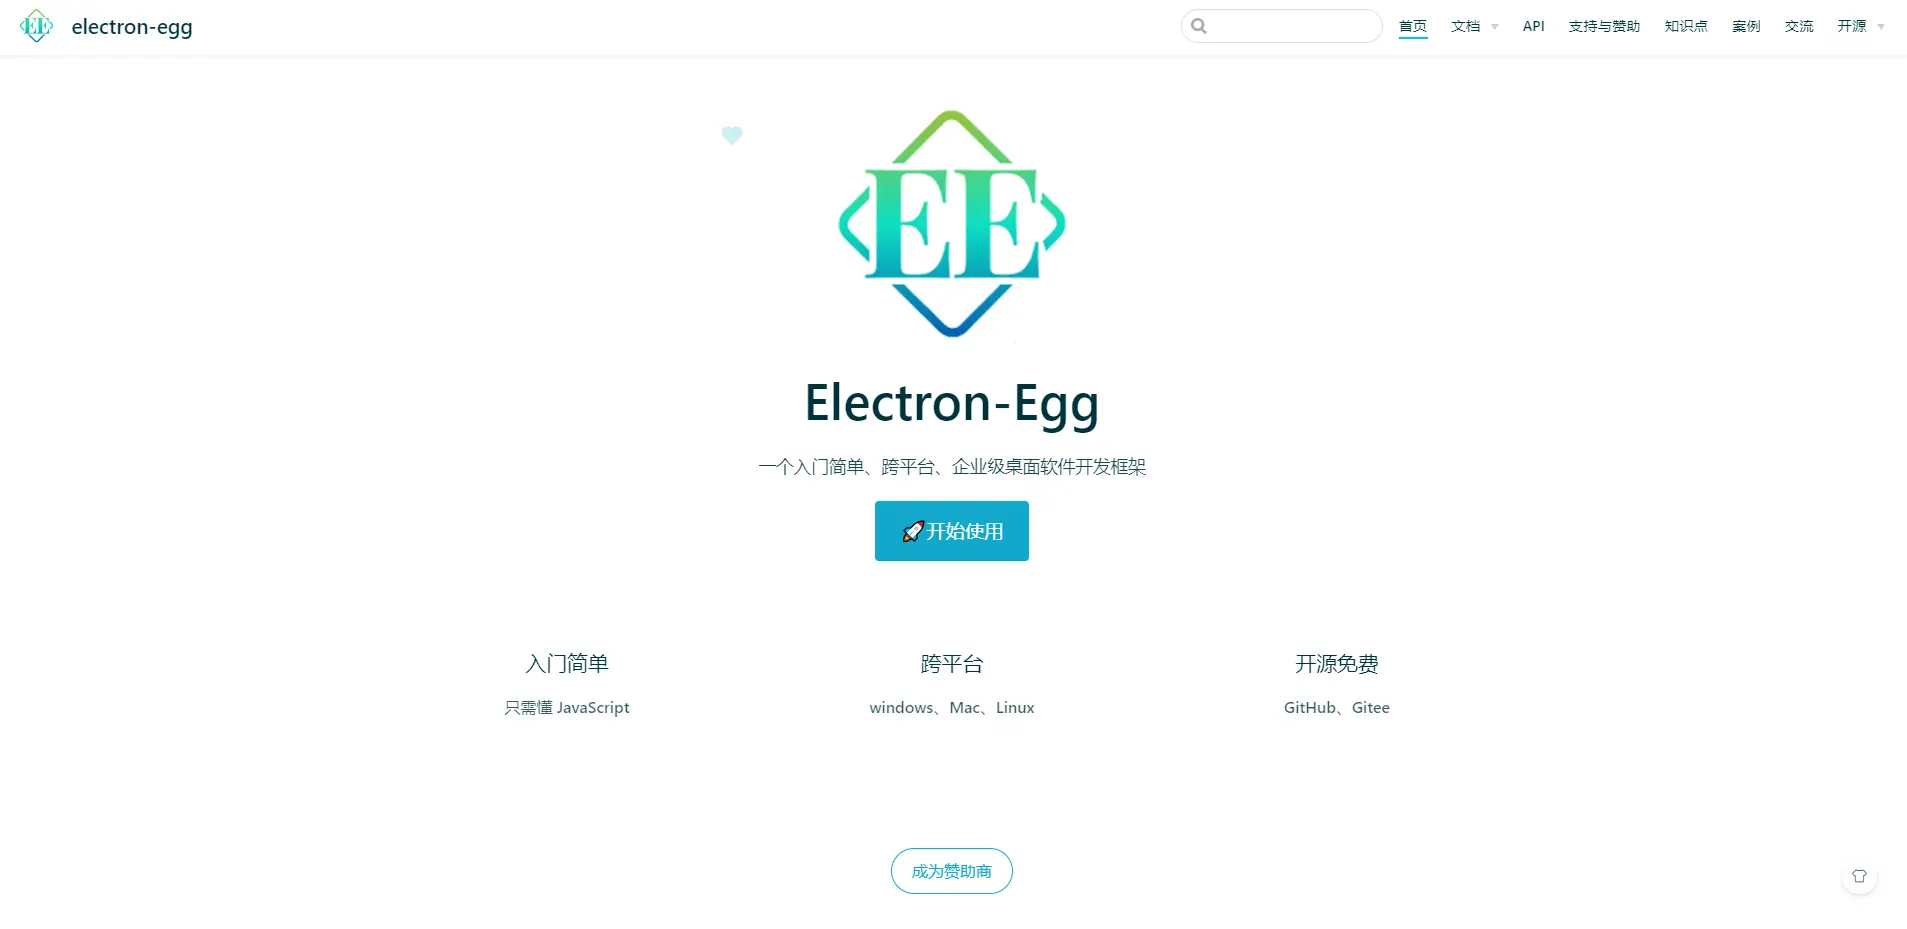 EE electron-egg
首页 文档 API 支持与赞助 知识点 案例 交流 开源
EE
Electron-Egg
一个入门简单、跨平台、企业级桌面软件开发框架
🚀开始使用
入门简单 跨平台 开源免费
只需懂 JavaScript windows、Mac、Linux GitHub、Gitee
成为赞助商